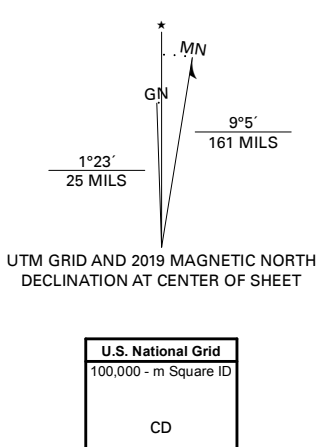 ★
MN
GN
9°5´
161 MILS
1°23´
25 MILS
UTM GRID AND 2019 MAGNETIC NORTH
DECLINATION AT CENTER OF SHEET
U.S. National Grid
100,000 - m Square ID
CD